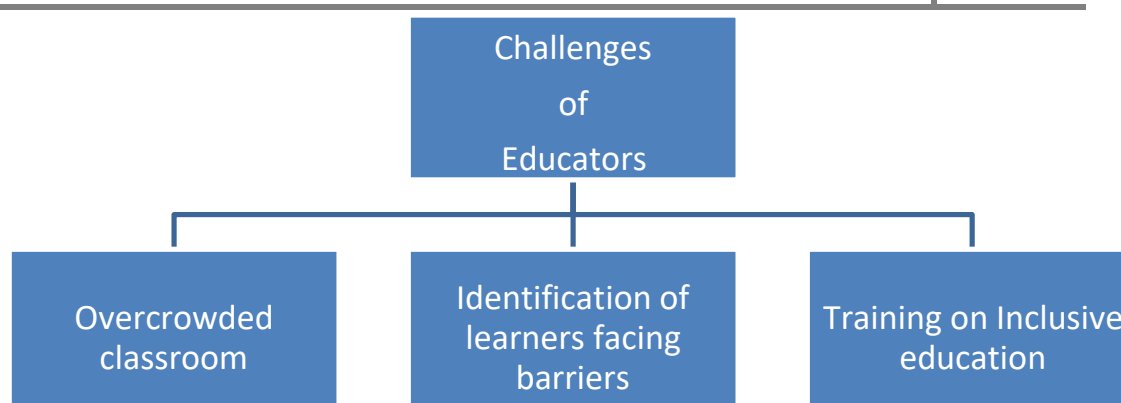 Challenges
of
Educators
Overcrowded
classroom
Identification of
learners facing
barriers
Training on Inclusive
education